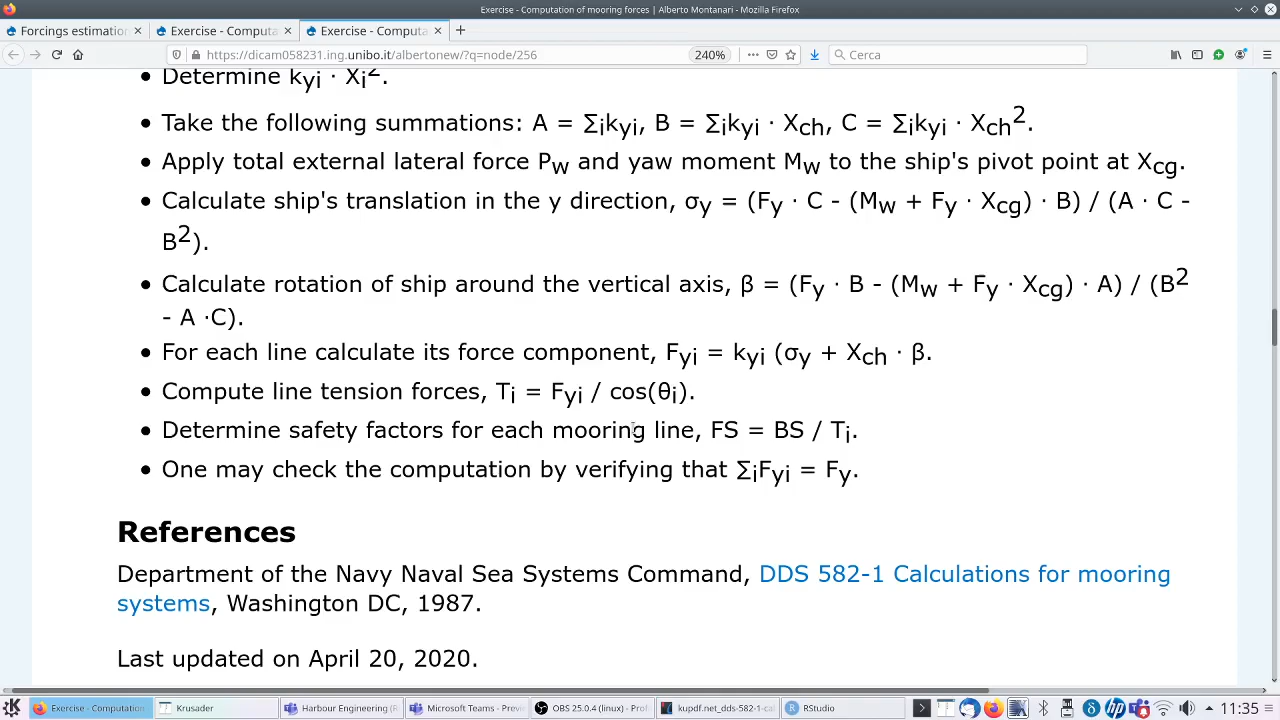 Exercise - Computation of mooring forces | Alberto Montanari - Mozilla Firefox
Forcings estimatio
Exercise - Computa
Exercise - Computa
https://dicam058231.ing.unibo.it/albertonew/?q=node/256
240%
Cerca
• Determine kyi · Xi².
• Take the following summations: A = ∑ikyi, B = ∑ikyi · Xch, C = ∑ikyi · Xch².
• Apply total external lateral force Pw and yaw moment Mw to the ship's pivot point at Xcg.
• Calculate ship's translation in the y direction, σy = (Fy · C - (Mw + Fy · Xcg) · B) / (A · C -
B²).
• Calculate rotation of ship around the vertical axis, β = (Fy · B - (Mw + Fy · Xcg) · A) / (B²
- A ·C).
• For each line calculate its force component, Fyi = kyi (σy + Xch · β.
• Compute line tension forces, Ti = Fyi / cos(θi).
• Determine safety factors for each mooring line, FS = BS / Ti.
• One may check the computation by verifying that ∑iFyi = Fy.
References
Department of the Navy Naval Sea Systems Command, DDS 582-1 Calculations for mooring
systems, Washington DC, 1987.
Last updated on April 20, 2020.
Exercise - Computation
Krusader
Harbour Engineering (R
Microsoft Teams - Previ
OBS 25.0.4 (linux) - Prof
kupdf.net_dds-582-1-cal
RStudio
11:35